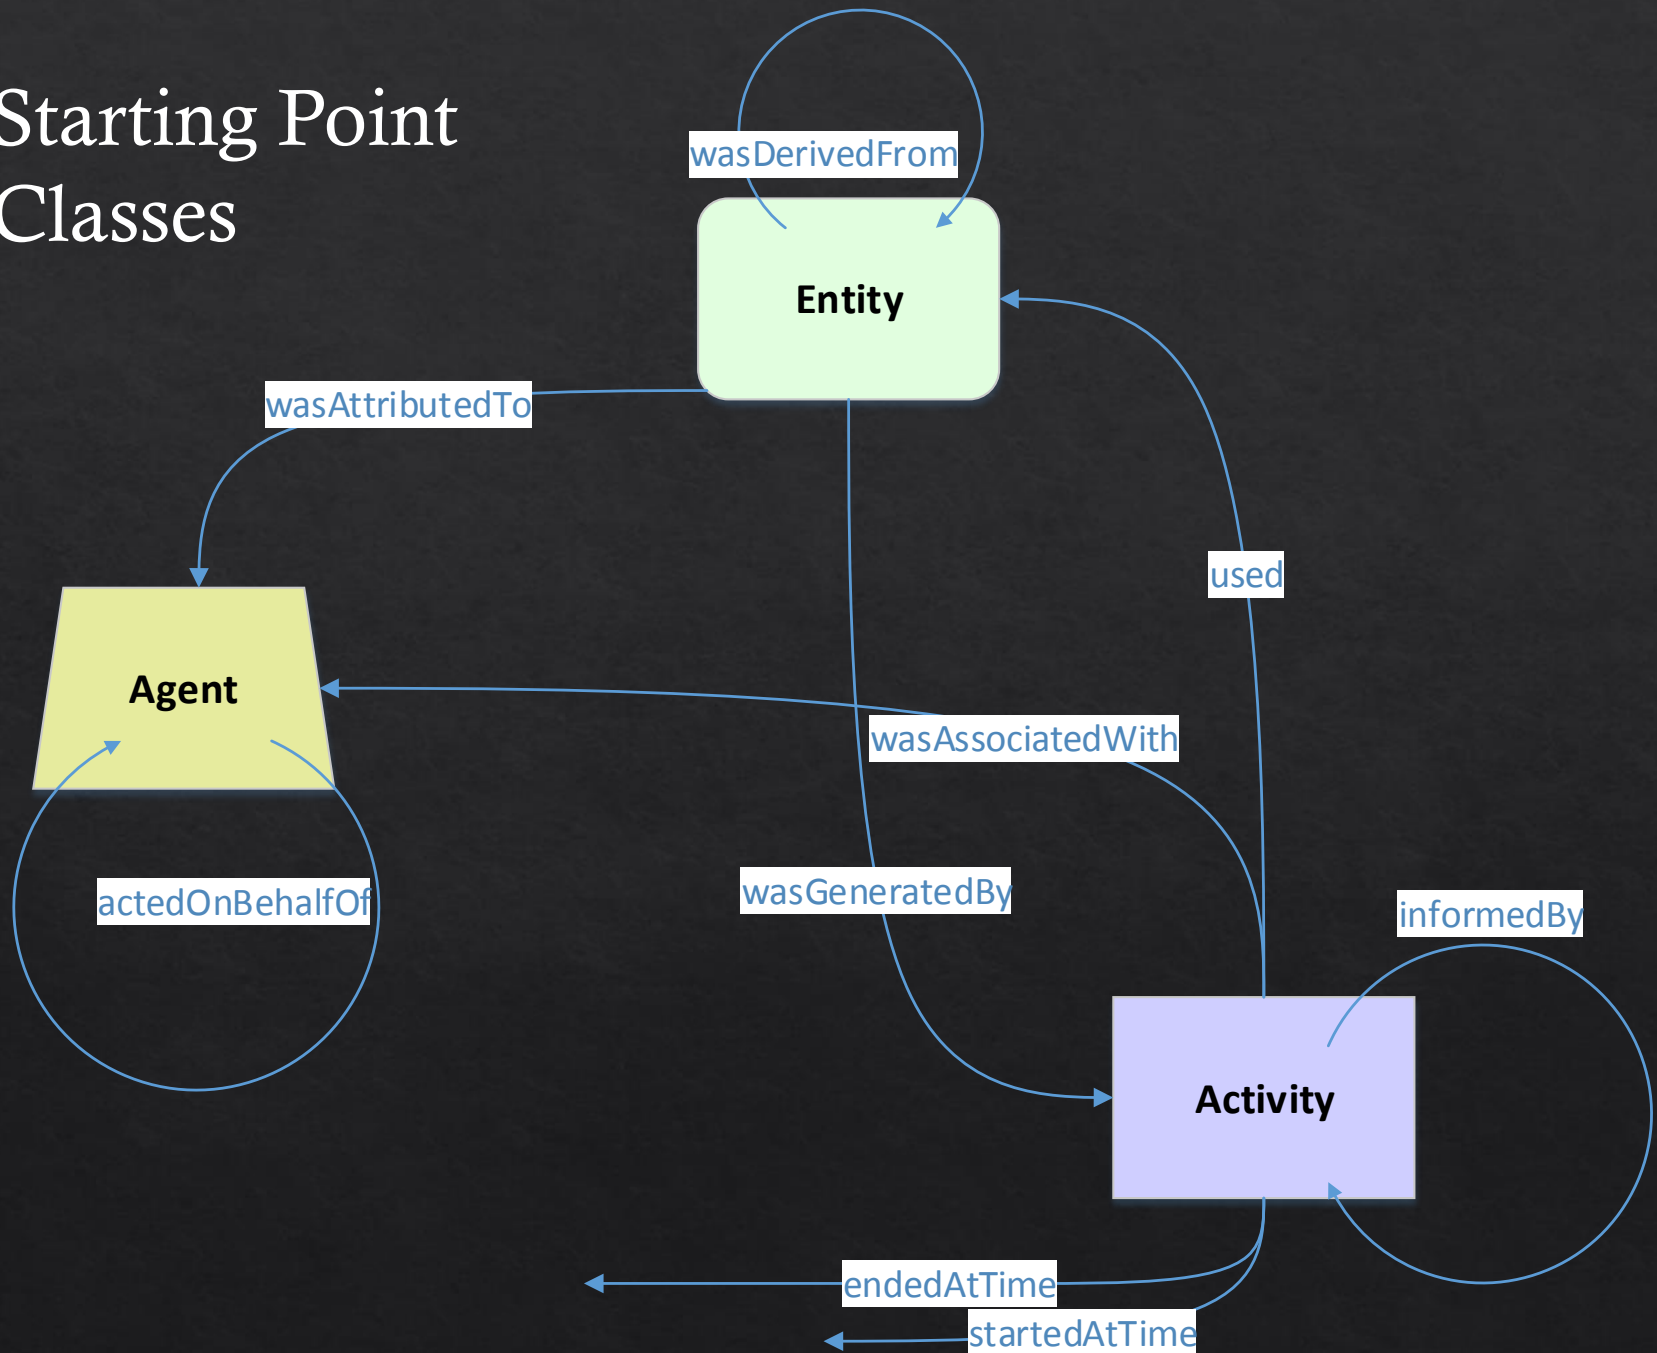 Starting Point
Classes
wasDerivedFrom
Entity
wasAttributedTo
used
Agent
wasAssociatedWith
wasGeneratedBy
actedOnBehalfOf
informedBy
Activity
endedAtTime
startedAtTime